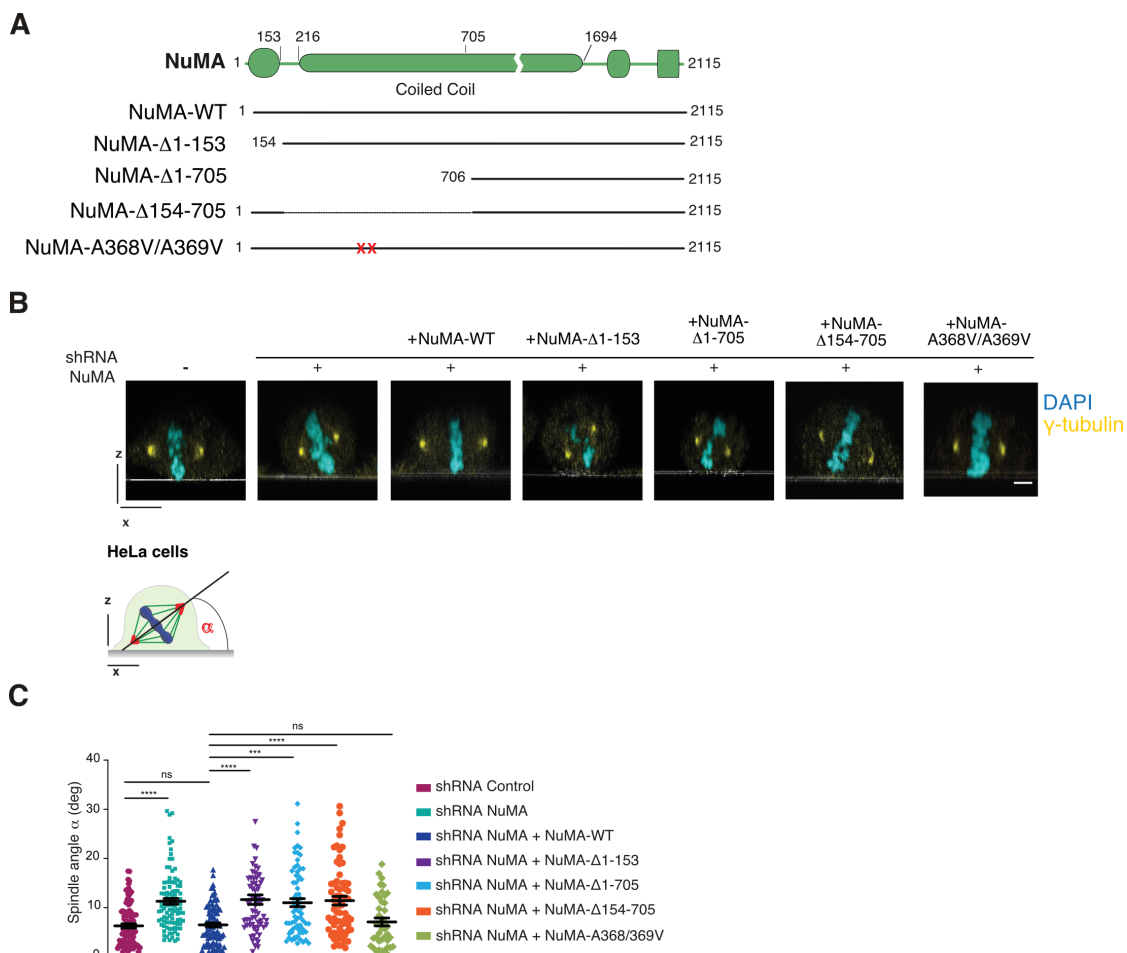 A
153 216 705 1694
NuMA 1 2115
Coiled Coil
NuMA-WT 1 2115
NuMA-Δ1-153 154 2115
NuMA-Δ1-705 706 2115
NuMA-Δ154-705 1 2115
NuMA-A368V/A369V 1 xx 2115
B
+NuMA-WT
+NuMA-Δ1-153
+NuMA-
Δ1-705
+NuMA-
Δ154-705
+NuMA-
A368V/A369V
shRNA
NuMA
- + + + + + +
DAPI
γ-tubulin
z
x
HeLa cells
z
α
x
C
ns
****
ns
****
***
****
Spindle angle α (deg)
40
30
20
10
0
shRNA Control
shRNA NuMA
shRNA NuMA + NuMA-WT
shRNA NuMA + NuMA-Δ1-153
shRNA NuMA + NuMA-Δ1-705
shRNA NuMA + NuMA-Δ154-705
shRNA NuMA + NuMA-A368/369V